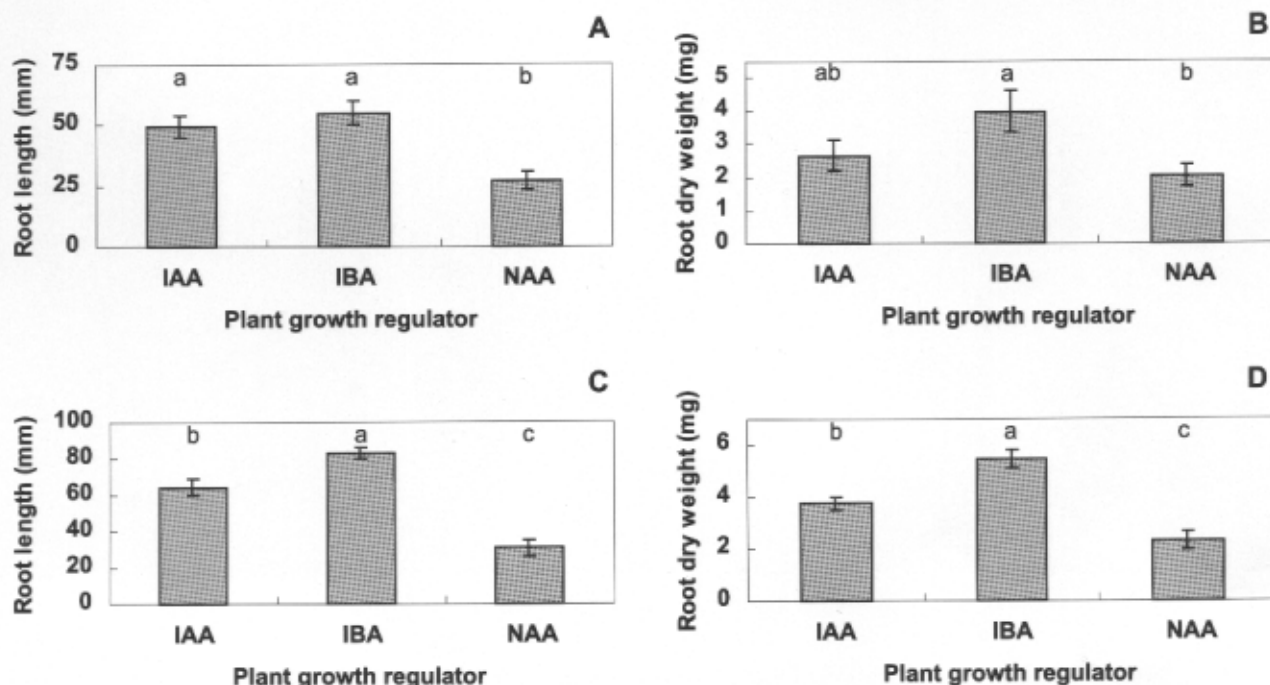 A
Root length (mm)
75
50
25
0
a a b
IAA IBA NAA
Plant growth regulator
B
Root dry weight (mg)
5
4
3
2
1
0
ab a b
IAA IBA NAA
Plant growth regulator
C
Root length (mm)
100
80
60
40
20
0
b a c
IAA IBA NAA
Plant growth regulator
D
Root dry weight (mg)
6
4
2
0
b a c
IAA IBA NAA
Plant growth regulator